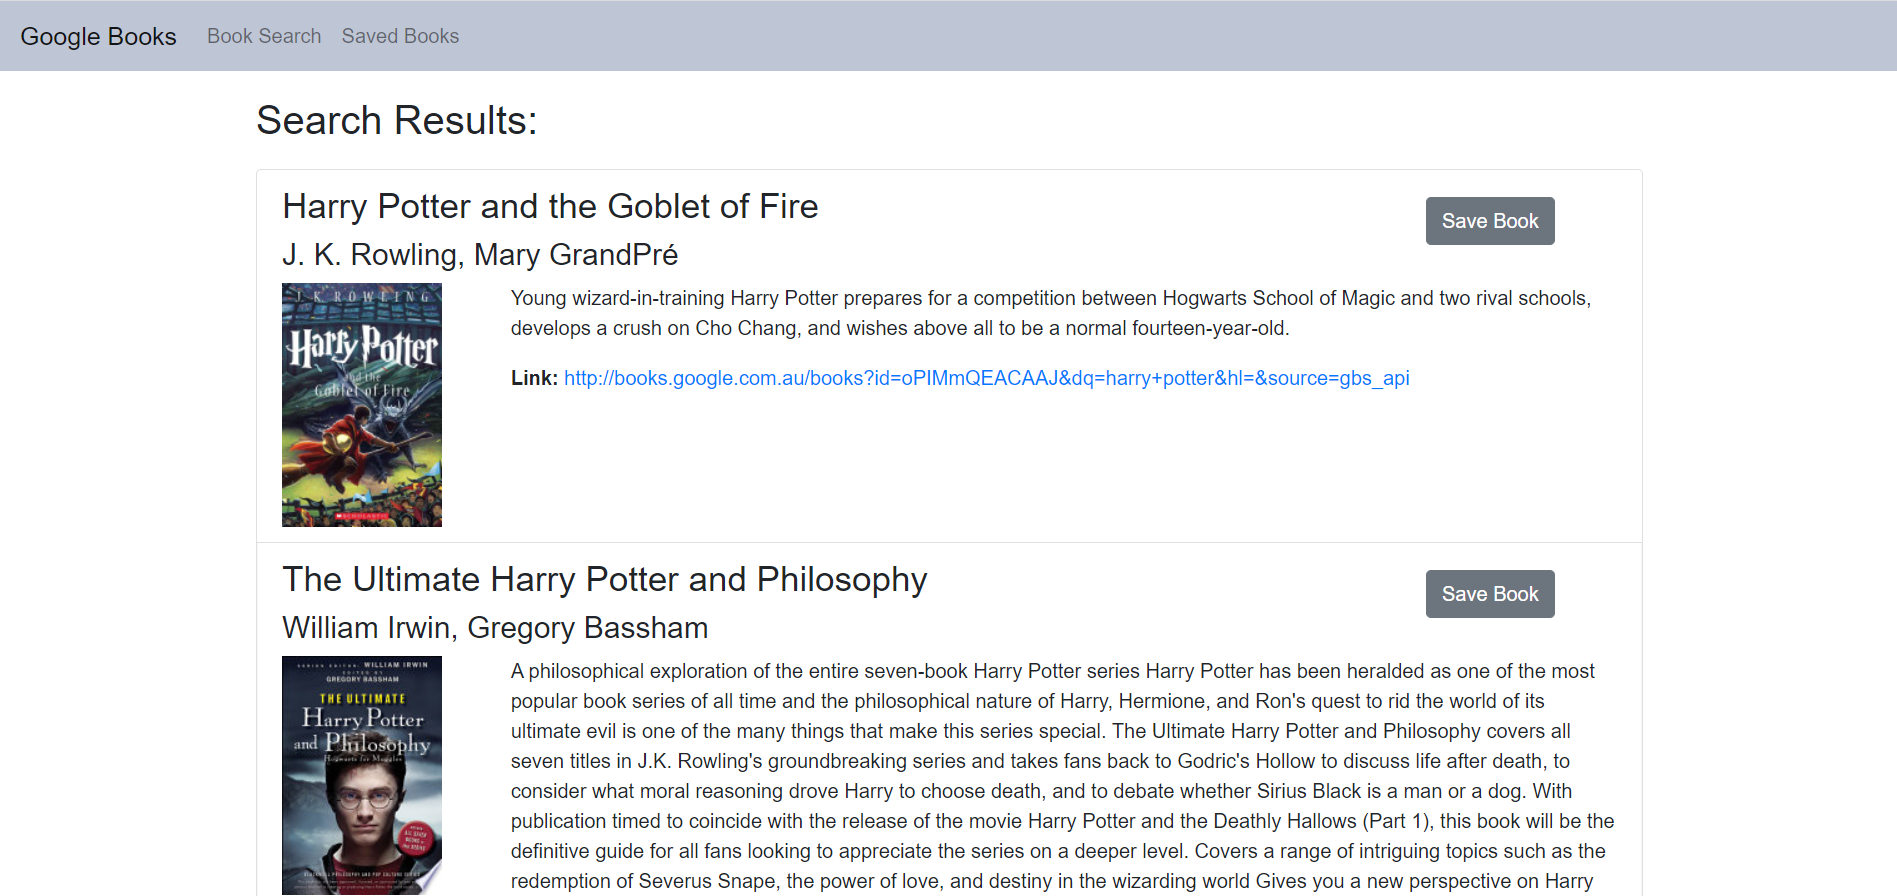 Google Books Book Search Saved Books
Search Results:
Harry Potter and the Goblet of Fire
Save Book
J. K. Rowling, Mary GrandPré
J. K. ROWLING
Harry Potter
and the
Goblet of Fire
SCHOLASTIC
Young wizard-in-training Harry Potter prepares for a competition between Hogwarts School of Magic and two rival schools,
develops a crush on Cho Chang, and wishes above all to be a normal fourteen-year-old.
Link: http://books.google.com.au/books?id=oPIMmQEACAAJ&dq=harry+potter&hl=&source=gbs_api
The Ultimate Harry Potter and Philosophy
Save Book
William Irwin, Gregory Bassham
SERIES EDITOR: WILLIAM IRWIN
EDITED BY
GREGORY BASSHAM
THE ULTIMATE
Harry Potter
and Philosophy
Hogwarts for Muggles
A philosophical exploration of the entire seven-book Harry Potter series Harry Potter has been heralded as one of the most
popular book series of all time and the philosophical nature of Harry, Hermione, and Ron's quest to rid the world of its
ultimate evil is one of the many things that make this series special. The Ultimate Harry Potter and Philosophy covers all
seven titles in J.K. Rowling's groundbreaking series and takes fans back to Godric's Hollow to discuss life after death, to
consider what moral reasoning drove Harry to choose death, and to debate whether Sirius Black is a man or a dog. With
publication timed to coincide with the release of the movie Harry Potter and the Deathly Hallows (Part 1), this book will be the
definitive guide for all fans looking to appreciate the series on a deeper level. Covers a range of intriguing topics such as the
redemption of Severus Snape, the power of love, and destiny in the wizarding world Gives you a new perspective on Harry